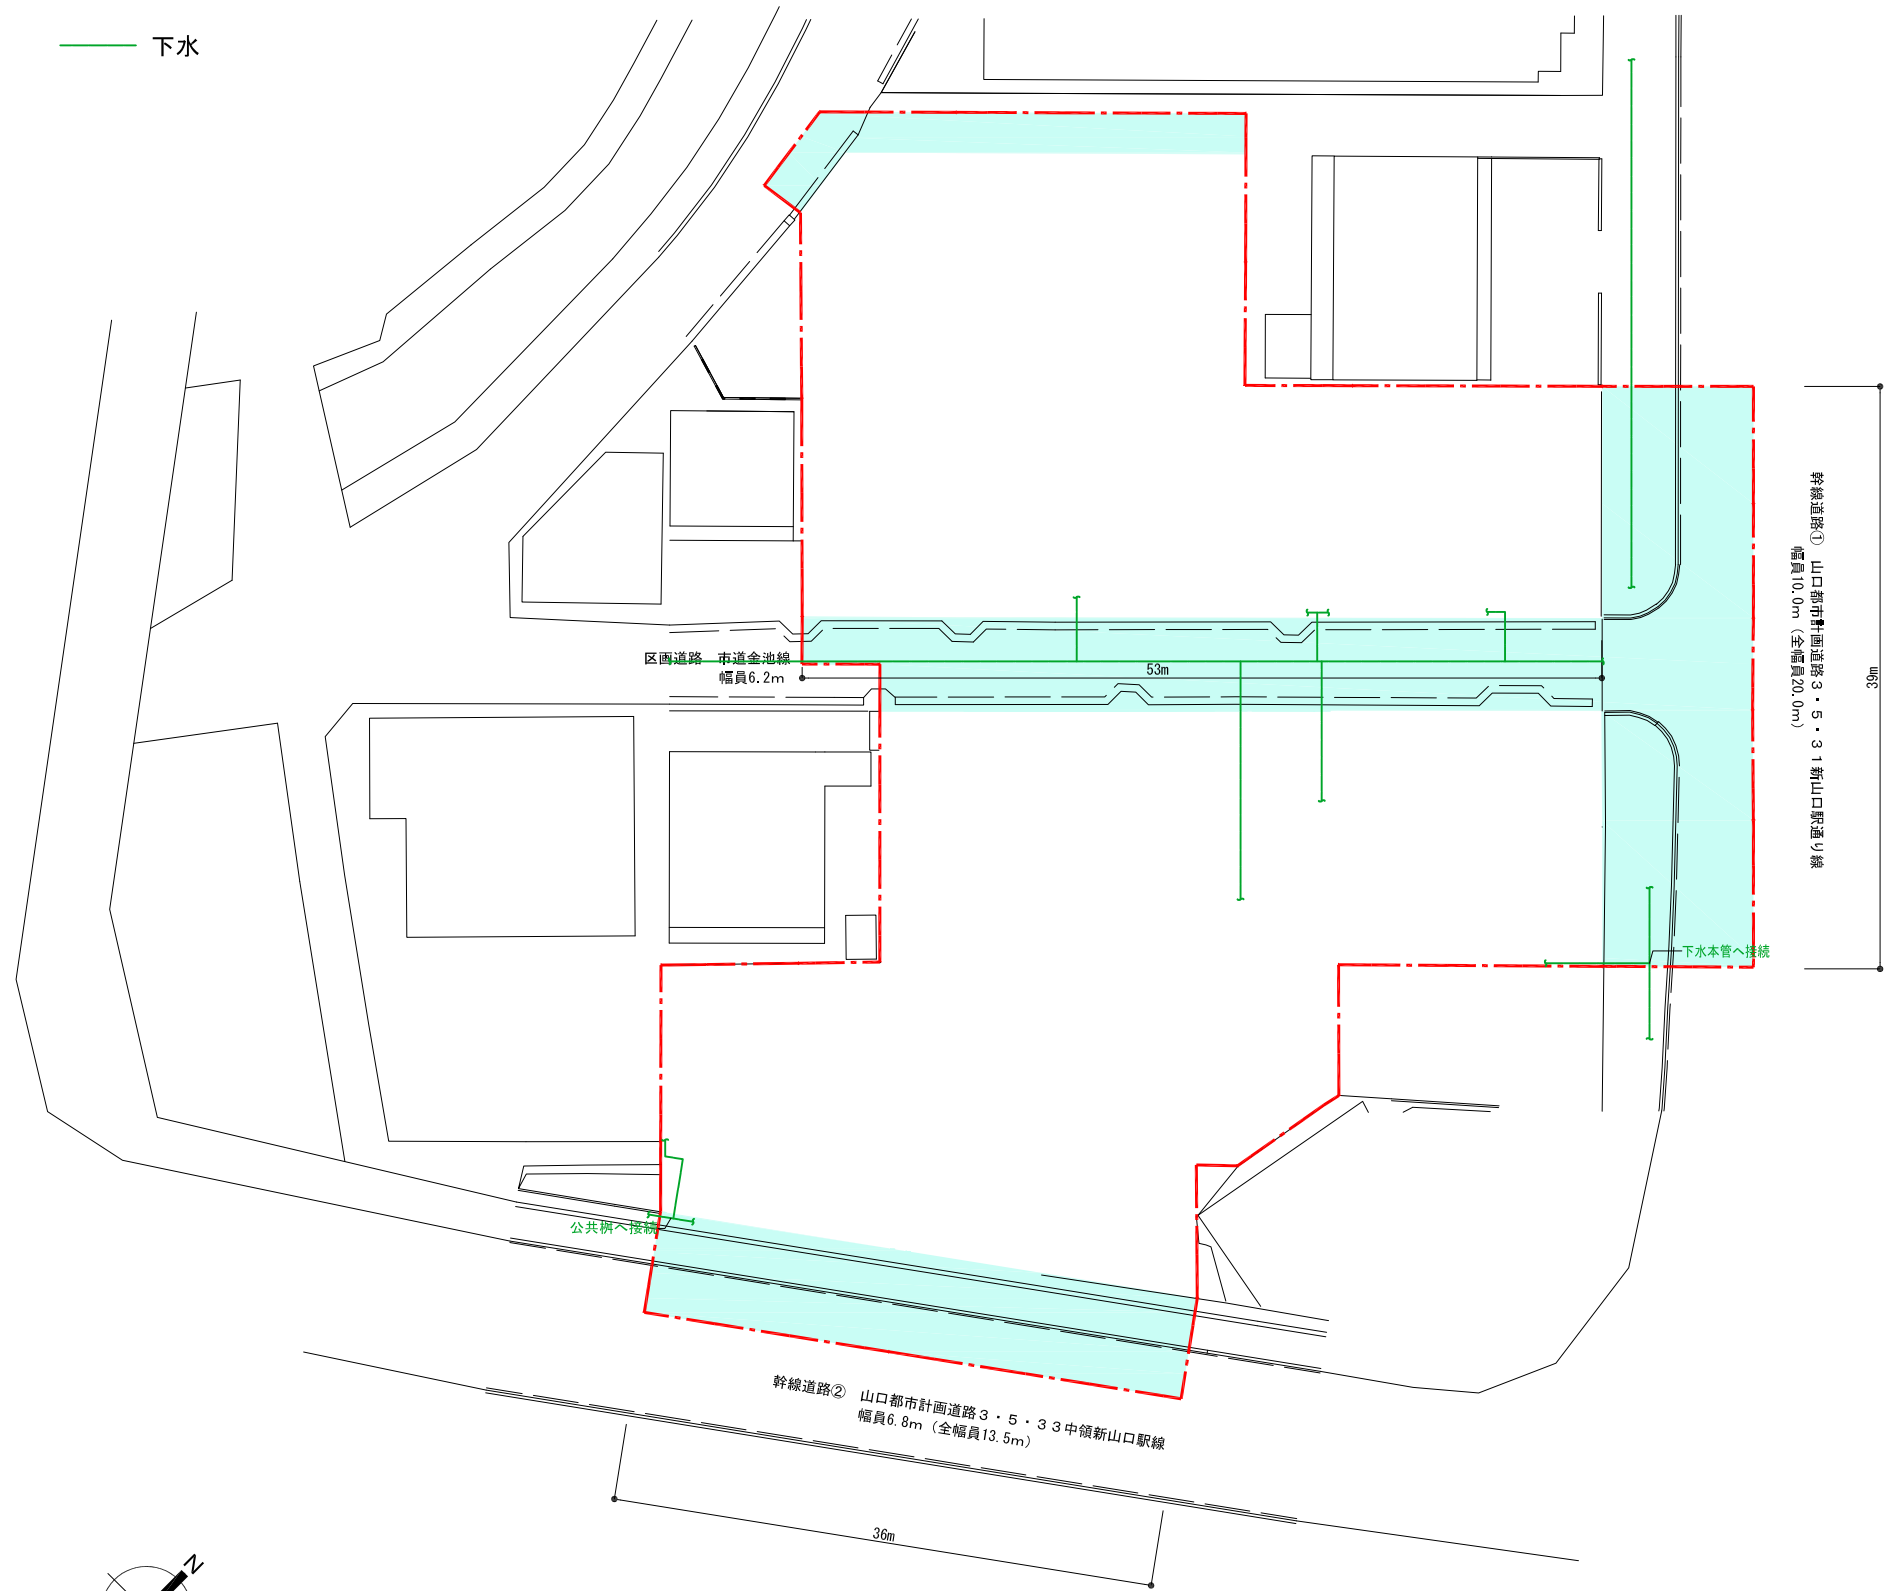 下水
幹線道路① 山口都市計画道路3・5・31新山口駅通り線
幅員10.0m（全幅員20.0m）
39m
区画道路 市道金池線
幅員6.2m
53m
下水本管へ接続
公共桝へ接続
幹線道路② 山口都市計画道路3・5・33中領新山口駅線
幅員6.8m（全幅員13.5m）
36m
N